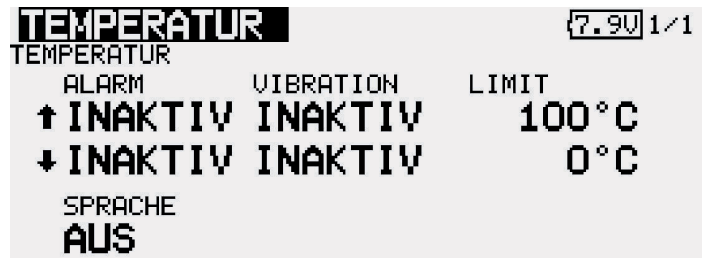 TEMPERATUR 7.9V 1/1
TEMPERATUR
ALARM VIBRATION LIMIT
↑ INAKTIV INAKTIV 100°C
↓ INAKTIV INAKTIV 0°C
SPRACHE
AUS